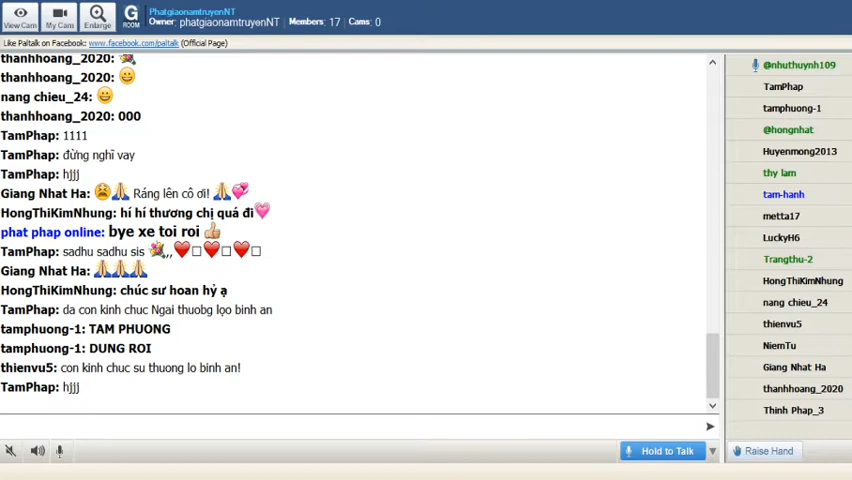 PhatgiaonamtruyenNT
Owner: phatgiaonamtruyenNT Members: 17 Cams: 0
View Cam My Cam Enlarge G ROOM
Like Paltalk on Facebook: www.facebook.com/paltalk (Official Page)
thanhhoang_2020:
thanhhoang_2020:
nang chieu_24:
thanhhoang_2020: 000
TamPhap: 1111
TamPhap: đừng nghĩ vay
TamPhap: hjjj
Giang Nhat Ha: Ráng lên cô ơi!
HongThiKimNhung: hí hí thương chị quá đi
phat phap online: bye xe toi roi
TamPhap: sadhu sadhu sis ,,
Giang Nhat Ha:
HongThiKimNhung: chúc sư hoan hỷ ạ
TamPhap: da con kinh chuc Ngai thuobg lọo binh an
tamphuong-1: TAM PHUONG
tamphuong-1: DUNG ROI
thienvu5: con kinh chuc su thuong lo binh an!
TamPhap: hjjj
@nhuthuynh109
TamPhap
tamphuong-1
@hongnhat
Huyenmong2013
thy lam
tam-hanh
metta17
LuckyH6
Trangthu-2
HongThiKimNhung
nang chieu_24
thienvu5
NiemTu
Giang Nhat Ha
thanhhoang_2020
Thinh Phap_3
Hold to Talk
Raise Hand